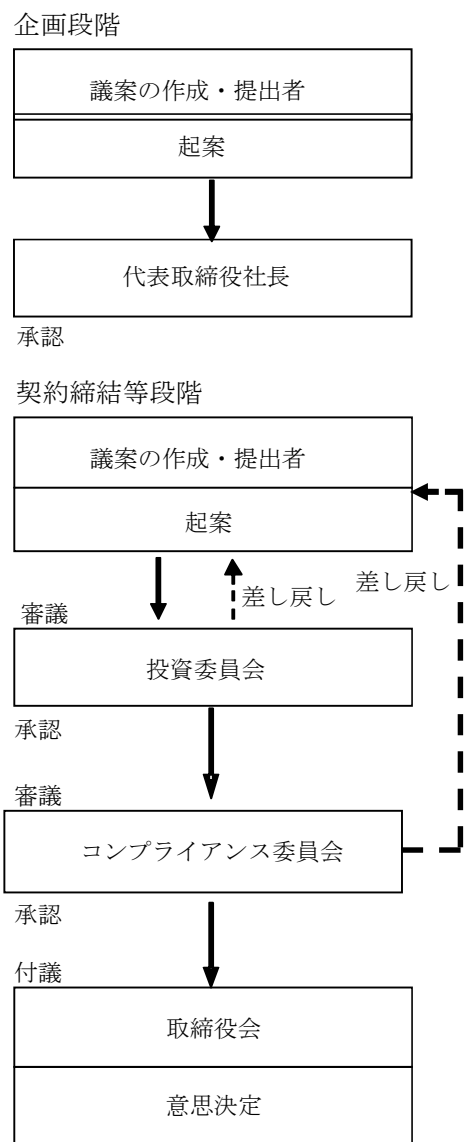 企画段階
議案の作成・提出者
起案
代表取締役社長
承認
契約締結等段階
議案の作成・提出者
起案
差し戻し
差し戻し
審議
投資委員会
承認
審議
コンプライアンス委員会
承認
付議
取締役会
意思決定